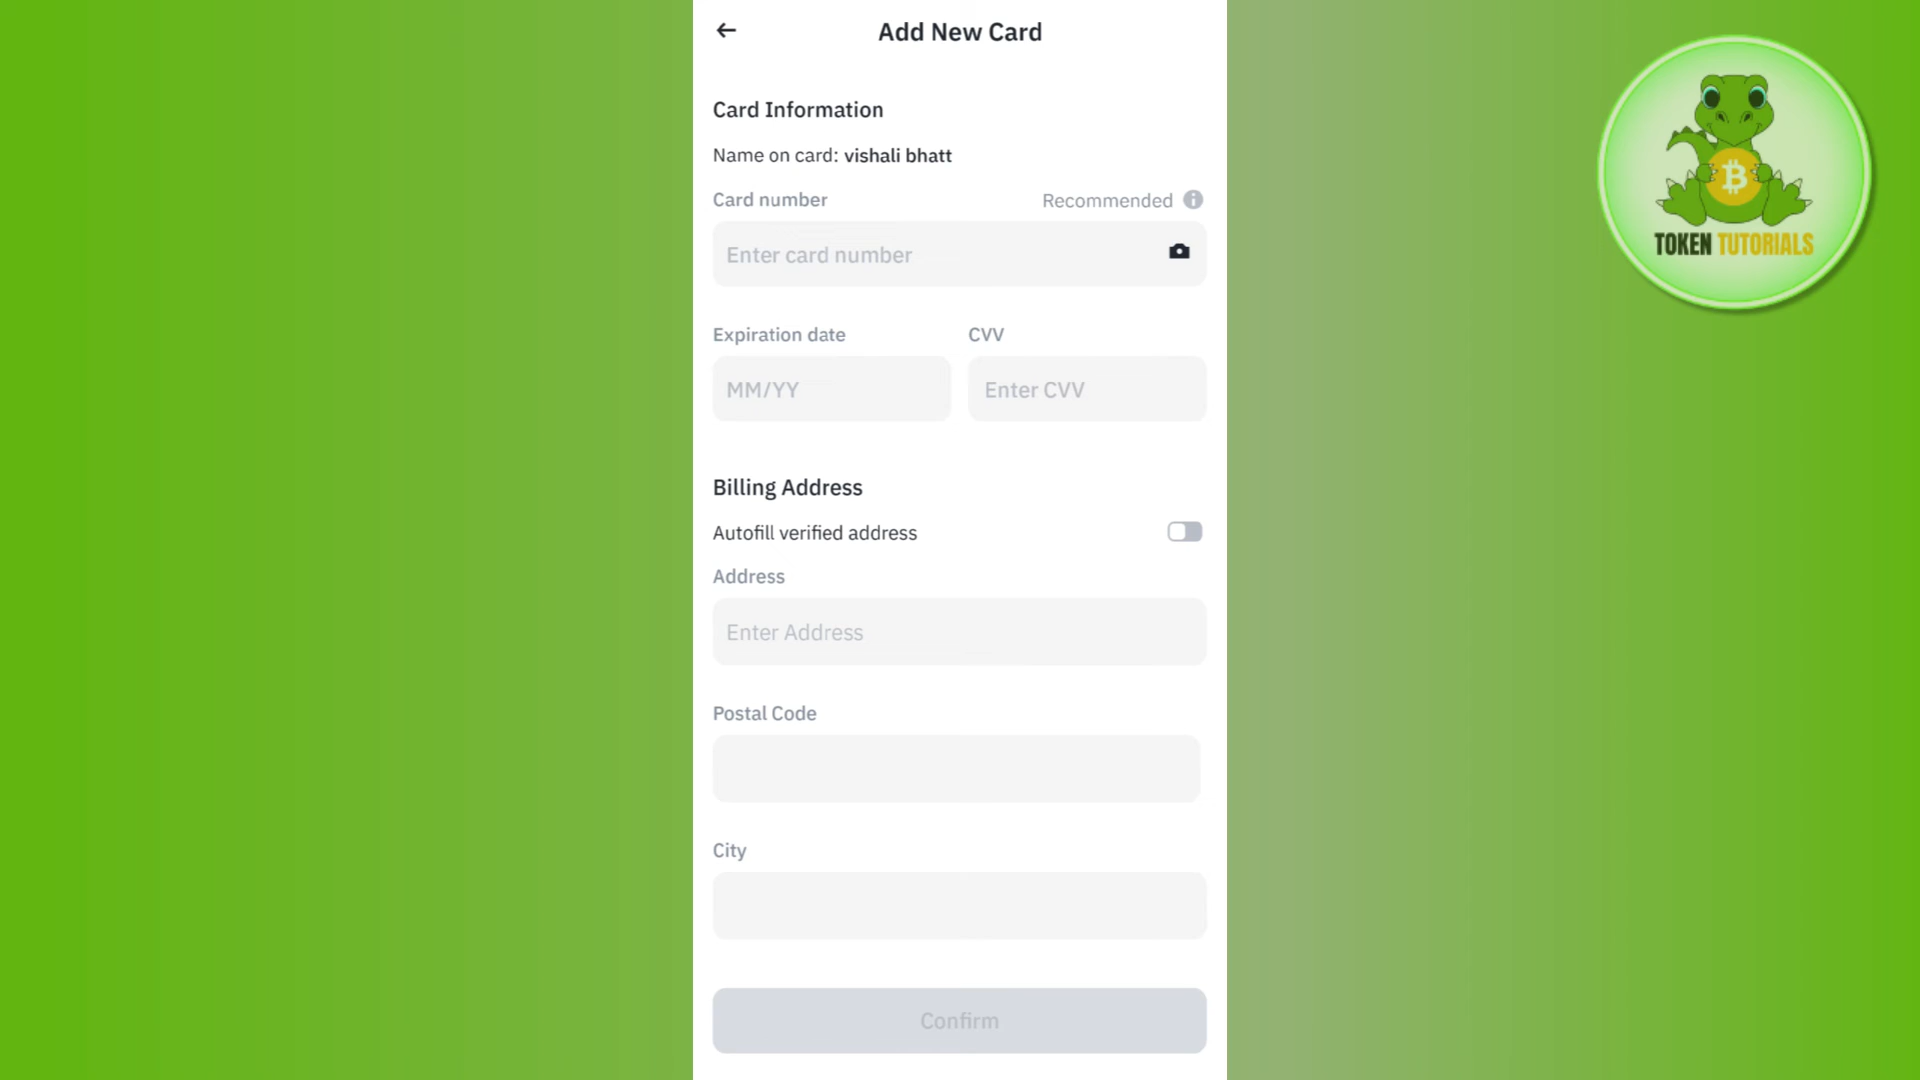 Add New Card
Card Information
Name on card: vishali bhatt
Card number
Recommended
Enter card number
Expiration date
CVV
MM/YY
Enter CVV
Billing Address
Autofill verified address
Address
Enter Address
Postal Code
City
Confirm
TOKEN TUTORIALS